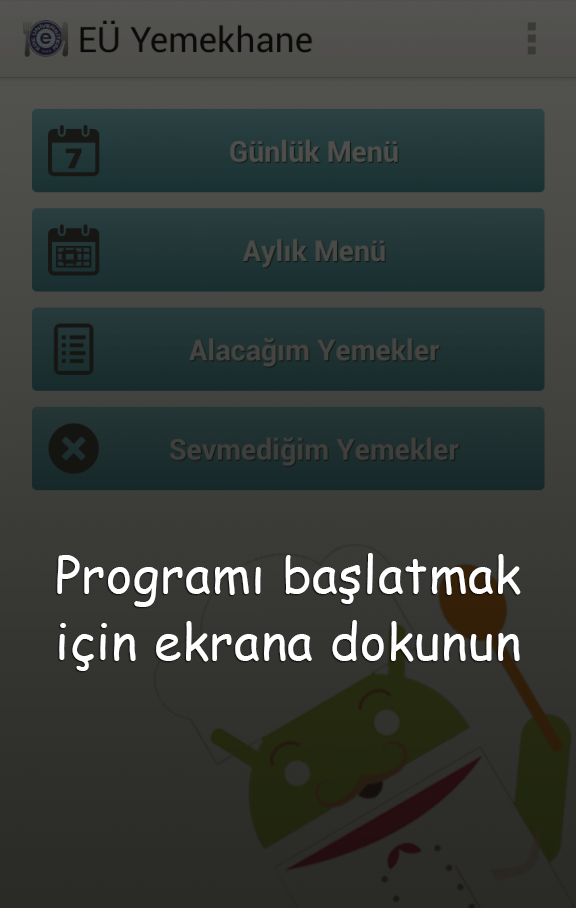 EÜ Yemekhane
7
Günlük Menü
Aylık Menü
Alacağım Yemekler
Sevmediğim Yemekler
Programı başlatmak
için ekrana dokunun